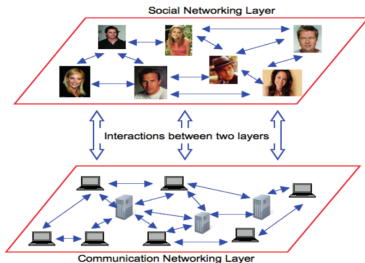 Social Networking Layer
Interactions between two layers
Communication Networking Layer